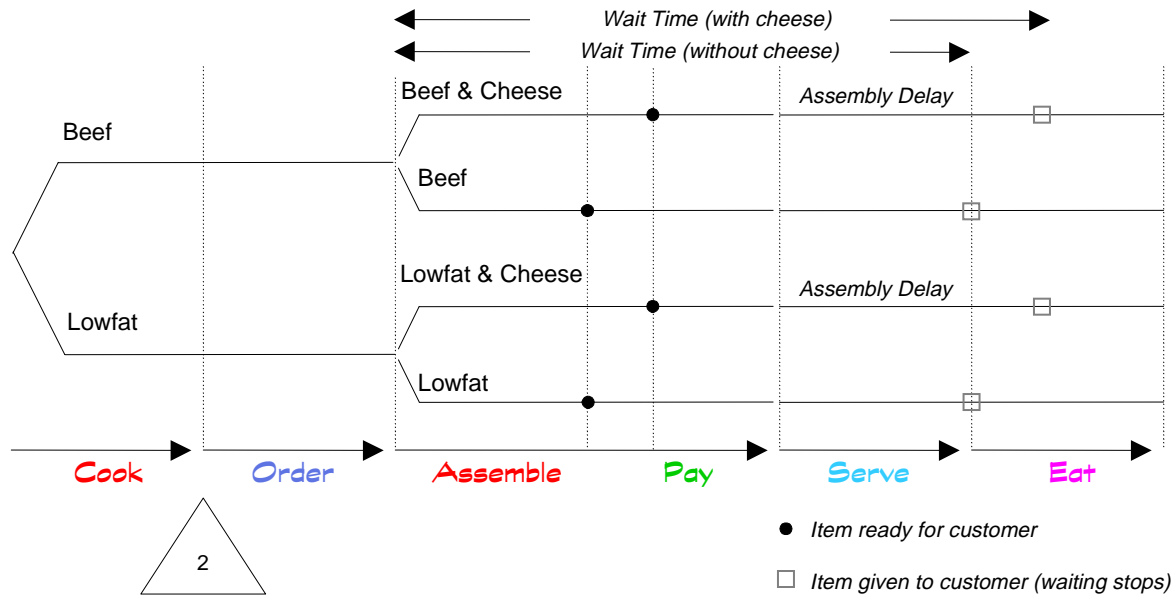 Wait Time (with cheese)
Wait Time (without cheese)
Beef & Cheese
Assembly Delay
Beef
Beef
Lowfat & Cheese
Assembly Delay
Lowfat
Lowfat
Cook Order Assemble Pay Serve Eat
2
Item ready for customer
Item given to customer (waiting stops)